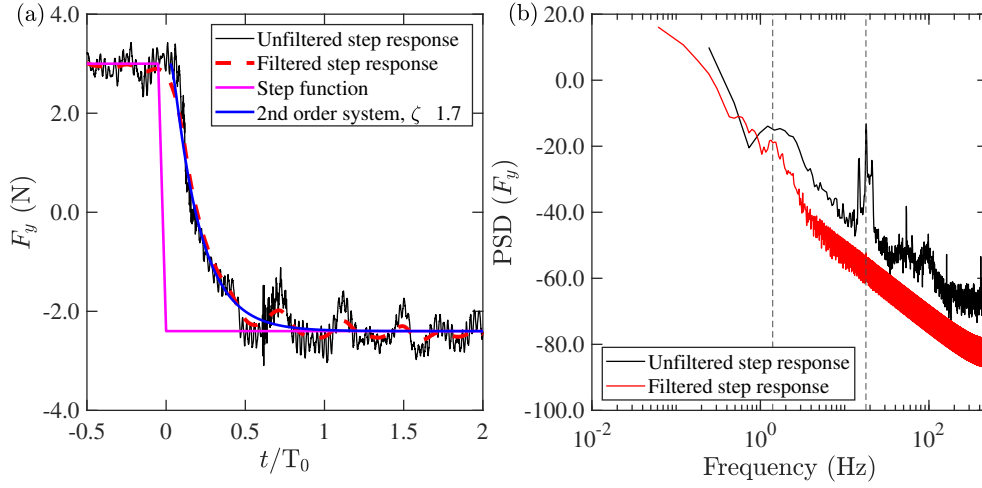 (a)
4.0
2.0
0.0
-2.0
-4.0
F_y (N)
Unfiltered step response
Filtered step response
Step function
2nd order system, ζ 1.7
-0.5
0
0.5
1
1.5
2
t/T_0
(b)
20.0
0.0
-20.0
-40.0
-60.0
-80.0
-100.0
PSD (F_y)
Unfiltered step response
Filtered step response
10^-2
10^0
10^2
Frequency (Hz)